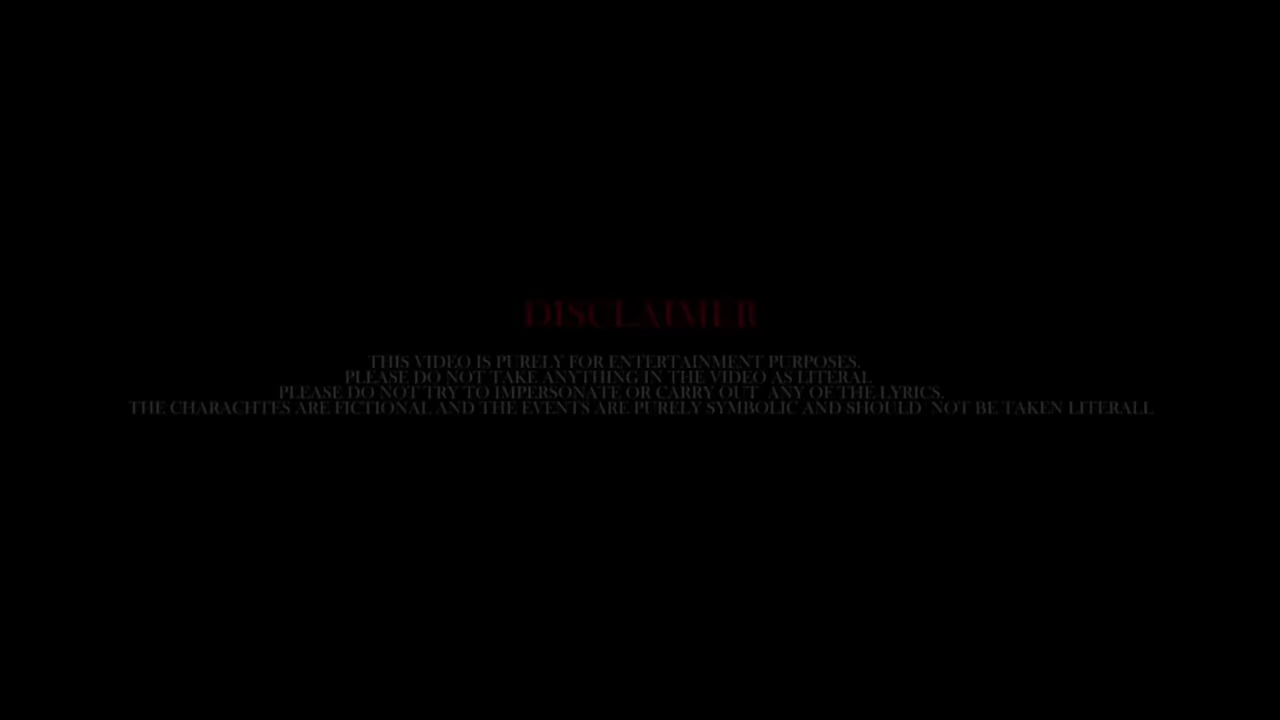 DISCLAIMER
THIS VIDEO IS PURELY FOR ENTERTAINMENT PURPOSES.
PLEASE DO NOT TAKE ANYTHING IN THE VIDEO AS LITERAL
PLEASE DO NOT TRY TO IMPERSONATE OR CARRY OUT ANY OF THE LYRICS.
THE CHARACHTES ARE FICTIONAL AND THE EVENTS ARE PURELY SYMBOLIC AND SHOULD NOT BE TAKEN LITERALL